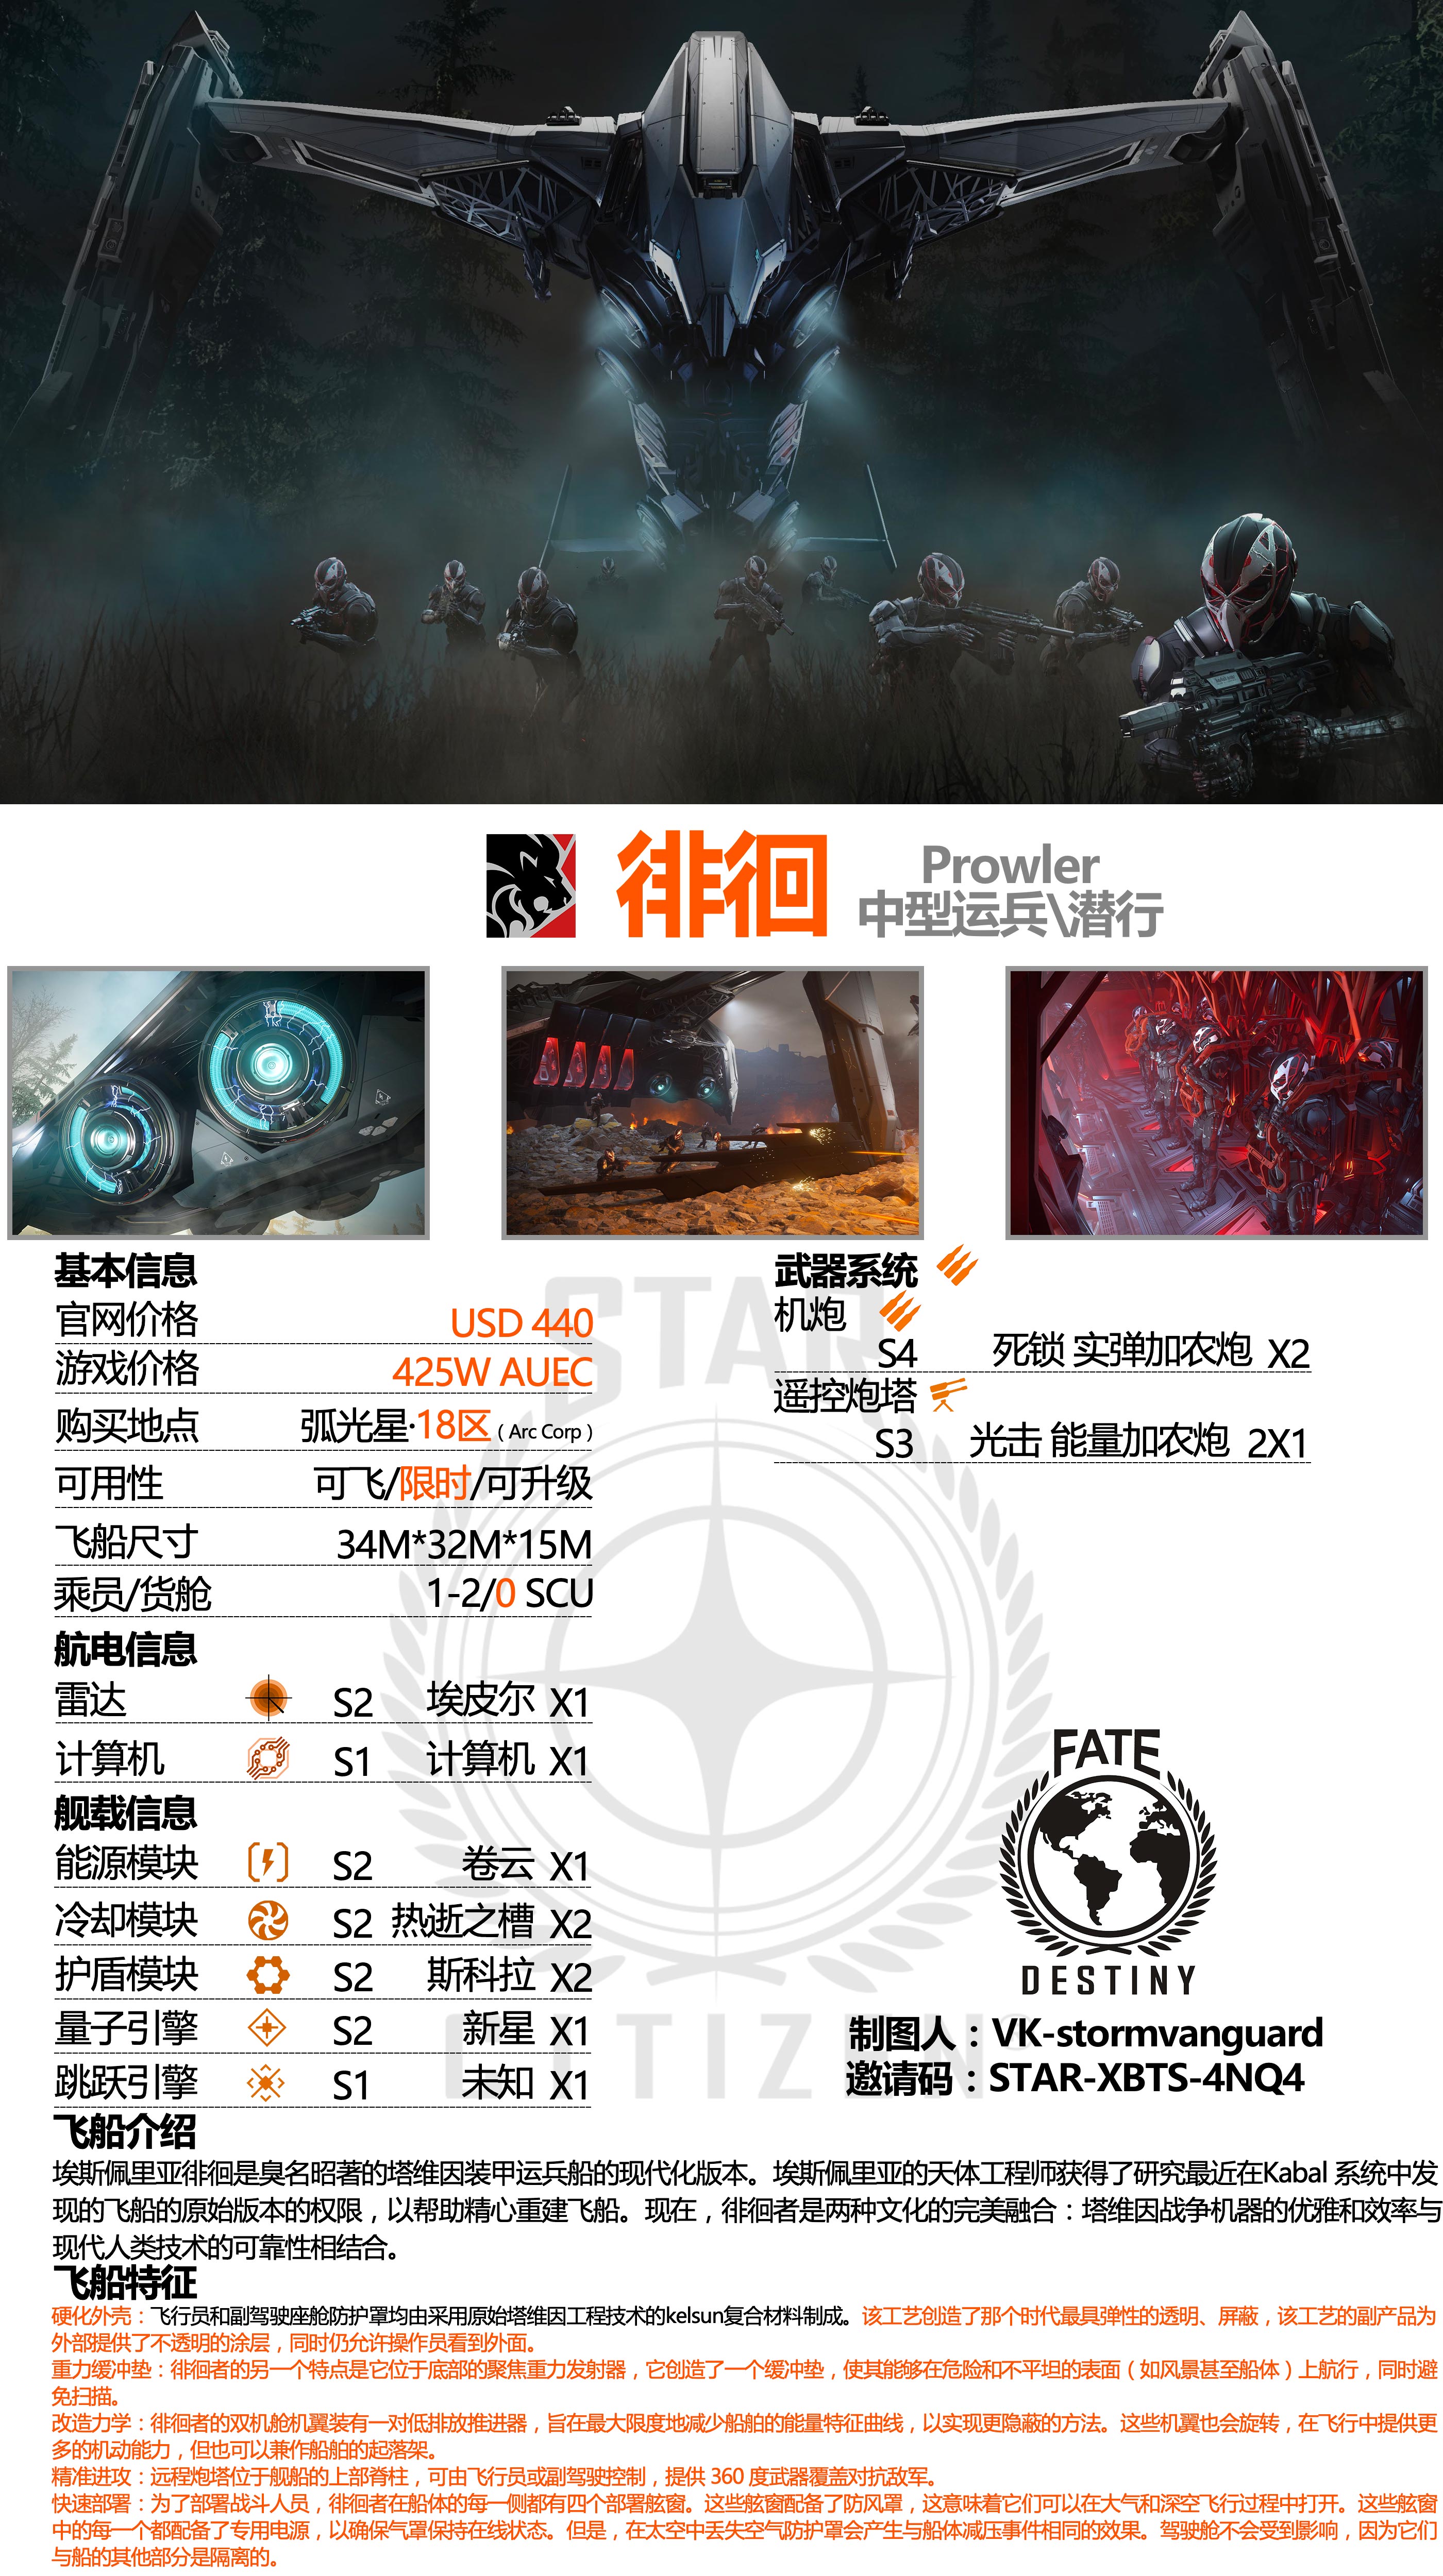 徘徊
Prowler
中型运兵\潜行
基本信息
官网价格 USD 440
游戏价格 425W AUEC
购买地点 弧光星·18区（Arc Corp）
可用性 可飞/限时/可升级
飞船尺寸 34M*32M*15M
乘员/货舱 1-2/0 SCU
航电信息
雷达 S2 埃皮尔 X1
计算机 S1 计算机 X1
舰载信息
能源模块 S2 卷云 X1
冷却模块 S2 热逝之槽 X2
护盾模块 S2 斯科拉 X2
量子引擎 S2 新星 X1
跳跃引擎 S1 未知 X1
武器系统
机炮
S4 死锁 实弹加农炮 X2
遥控炮塔
S3 光击 能量加农炮 2X1
STAR
CITIZEN®
FATE
DESTINY
制图人：VK-stormvanguard
邀请码：STAR-XBTS-4NQ4
飞船介绍
埃斯佩里亚徘徊是臭名昭著的塔维因装甲运兵船的现代化版本。埃斯佩里亚的天体工程师获得了研究最近在Kabal 系统中发
现的飞船的原始版本的权限，以帮助精心重建飞船。现在，徘徊者是两种文化的完美融合：塔维因战争机器的优雅和效率与
现代人类技术的可靠性相结合。
飞船特征
硬化外壳：飞行员和副驾驶座舱防护罩均由采用原始塔维因工程技术的kelsun复合材料制成。该工艺创造了那个时代最具弹性的透明、屏蔽，该工艺的副产品为
外部提供了不透明的涂层，同时仍允许操作员看到外面。
重力缓冲垫：徘徊者的另一个特点是它位于底部的聚焦重力发射器，它创造了一个缓冲垫，使其能够在危险和不平坦的表面（如风景甚至船体）上航行，同时避
免扫描。
改造力学：徘徊者的双机舱机翼装有一对低排放推进器，旨在最大限度地减少船舶的能量特征曲线，以实现更隐蔽的方法。这些机翼也会旋转，在飞行中提供更
多的机动能力，但也可以兼作船舶的起落架。
精准进攻：远程炮塔位于舰船的上部脊柱，可由飞行员或副驾驶控制，提供 360 度武器覆盖对抗敌军。
快速部署：为了部署战斗人员，徘徊者在船体的每一侧都有四个部署舷窗。这些舷窗配备了防风罩，这意味着它们可以在大气和深空飞行过程中打开。这些舷窗
中的每一个都配备了专用电源，以确保气罩保持在线状态。但是，在太空中丢失空气防护罩会产生与船体减压事件相同的效果。驾驶舱不会受到影响，因为它们
与船的其他部分是隔离的。